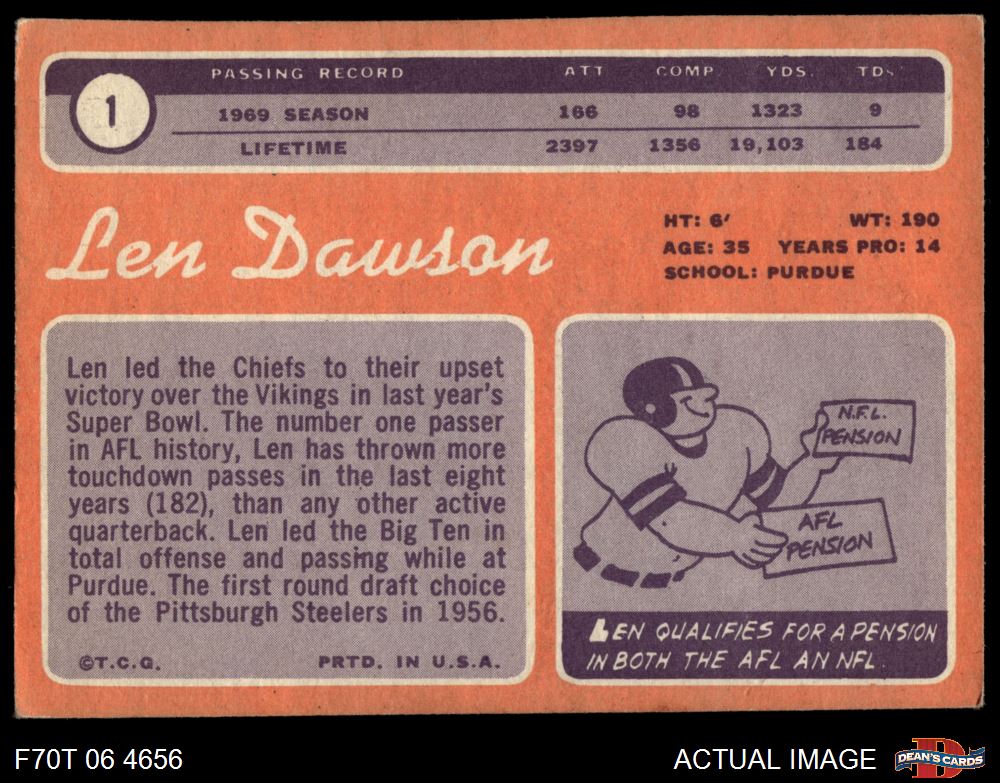 PASSING RECORD ATT COMP. YDS. TDs.
1
1969 SEASON 166 98 1323 9
LIFETIME 2397 1356 19,103 184
Len Dawson
HT: 6' WT: 190
AGE: 35 YEARS PRO: 14
SCHOOL: PURDUE
Len led the Chiefs to their upset
victory over the Vikings in last year's
Super Bowl. The number one passer
in AFL history, Len has thrown more
touchdown passes in the last eight
years (182), than any other active
quarterback. Len led the Big Ten in
total offense and passing while at
Purdue. The first round draft choice
of the Pittsburgh Steelers in 1956.
©T.C.G. PRTD. IN U.S.A.
N.F.L.
PENSION
AFL
PENSION
LEN QUALIFIES FOR A PENSION
IN BOTH THE AFL AN NFL.
F70T 06 4656
ACTUAL IMAGE
D
DEAN'S CARDS